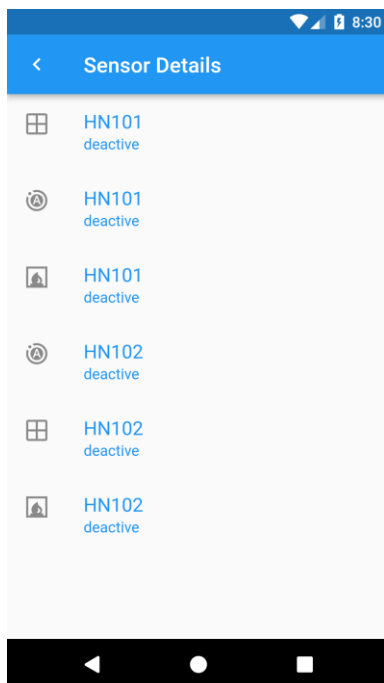 8:30
Sensor Details
HN101
deactive
HN101
deactive
HN101
deactive
HN102
deactive
HN102
deactive
HN102
deactive